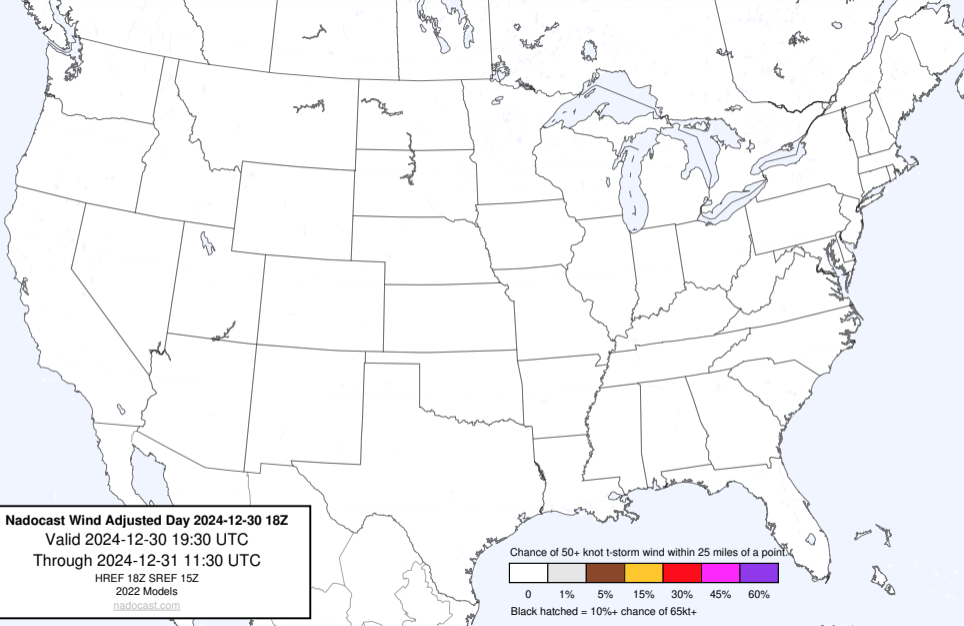 Nadocast Wind Adjusted Day 2024-12-30 18Z
Valid 2024-12-30 19:30 UTC
Through 2024-12-31 11:30 UTC
HREF 18Z SREF 15Z
2022 Models
nadocast.com
Chance of 50+ knot t-storm wind within 25 miles of a point.
0 1% 5% 15% 30% 45% 60%
Black hatched = 10%+ chance of 65kt+